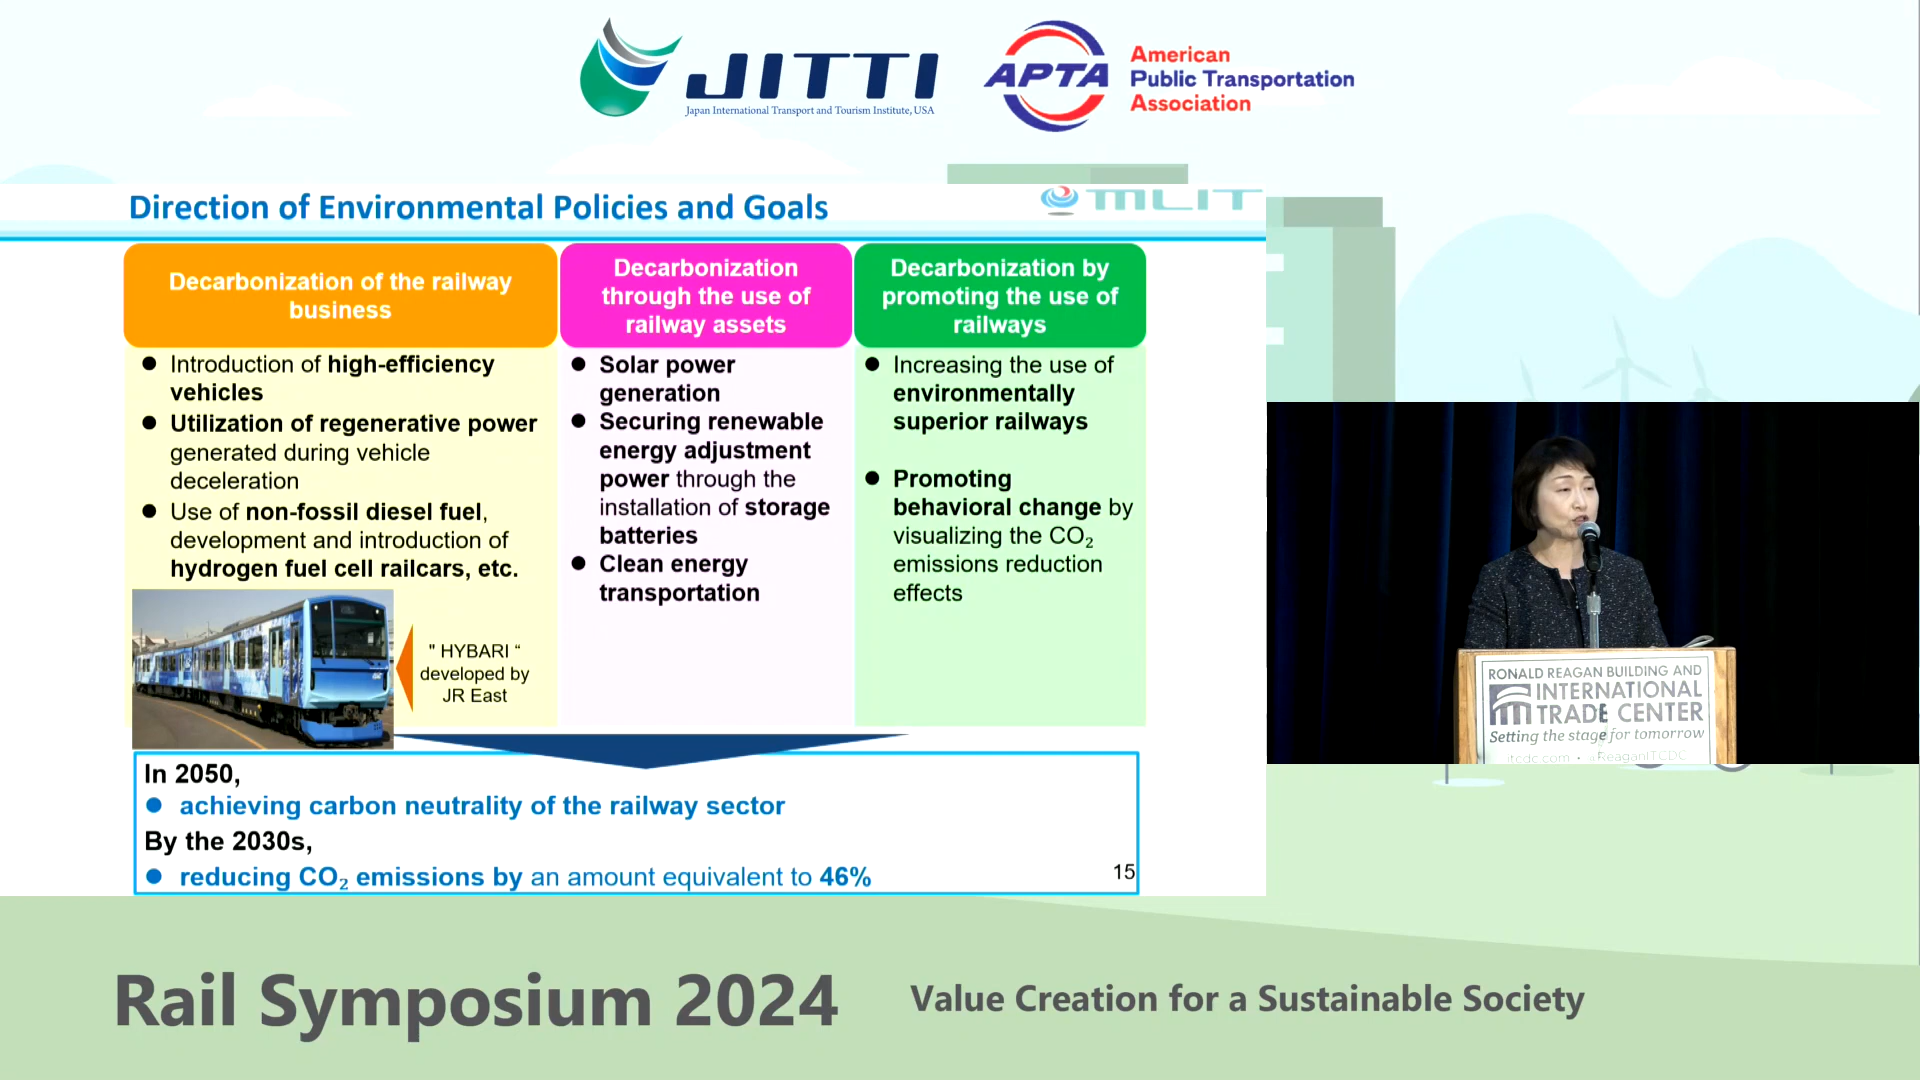 JITTI
Japan International Transport and Tourism Institute, USA
APTA
American
Public Transportation
Association
Direction of Environmental Policies and Goals
MLIT
Decarbonization of the railway
business
● Introduction of high-efficiency
vehicles
● Utilization of regenerative power
generated during vehicle
deceleration
● Use of non-fossil diesel fuel,
development and introduction of
hydrogen fuel cell railcars, etc.
" HYBARI “
developed by
JR East
Decarbonization
through the use of
railway assets
● Solar power
generation
● Securing renewable
energy adjustment
power through the
installation of storage
batteries
● Clean energy
transportation
Decarbonization by
promoting the use of
railways
● Increasing the use of
environmentally
superior railways
● Promoting
behavioral change by
visualizing the CO₂
emissions reduction
effects
In 2050,
● achieving carbon neutrality of the railway sector
By the 2030s,
● reducing CO₂ emissions by an amount equivalent to 46%
15
RONALD REAGAN BUILDING AND
INTERNATIONAL
TRADE CENTER
Setting the stage for tomorrow
itcdc.com • @ReaganITCDC
Rail Symposium 2024
Value Creation for a Sustainable Society